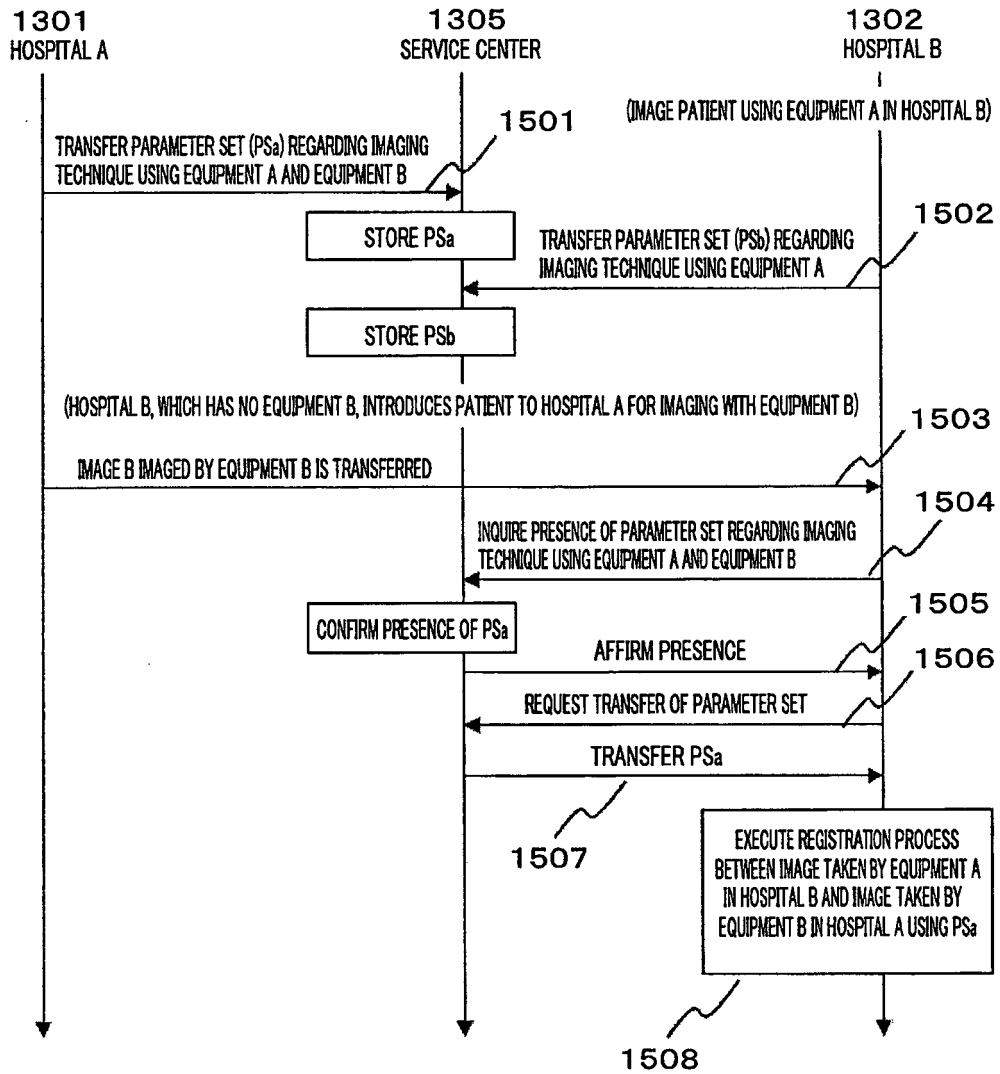 1301
HOSPITAL A
1305
SERVICE CENTER
1302
HOSPITAL B
(IMAGE PATIENT USING EQUIPMENT A IN HOSPITAL B)
1501
TRANSFER PARAMETER SET (PSa) REGARDING IMAGING
TECHNIQUE USING EQUIPMENT A AND EQUIPMENT B
STORE PSa
1502
TRANSFER PARAMETER SET (PSb) REGARDING
IMAGING TECHNIQUE USING EQUIPMENT A
STORE PSb
(HOSPITAL B, WHICH HAS NO EQUIPMENT B, INTRODUCES PATIENT TO HOSPITAL A FOR IMAGING WITH EQUIPMENT B)
1503
IMAGE B IMAGED BY EQUIPMENT B IS TRANSFERRED
1504
INQUIRE PRESENCE OF PARAMETER SET REGARDING IMAGING
TECHNIQUE USING EQUIPMENT A AND EQUIPMENT B
CONFIRM PRESENCE OF PSa
1505
AFFIRM PRESENCE
1506
REQUEST TRANSFER OF PARAMETER SET
TRANSFER PSa
1507
EXECUTE REGISTRATION PROCESS
BETWEEN IMAGE TAKEN BY EQUIPMENT A
IN HOSPITAL B AND IMAGE TAKEN BY
EQUIPMENT B IN HOSPITAL A USING PSa
1508